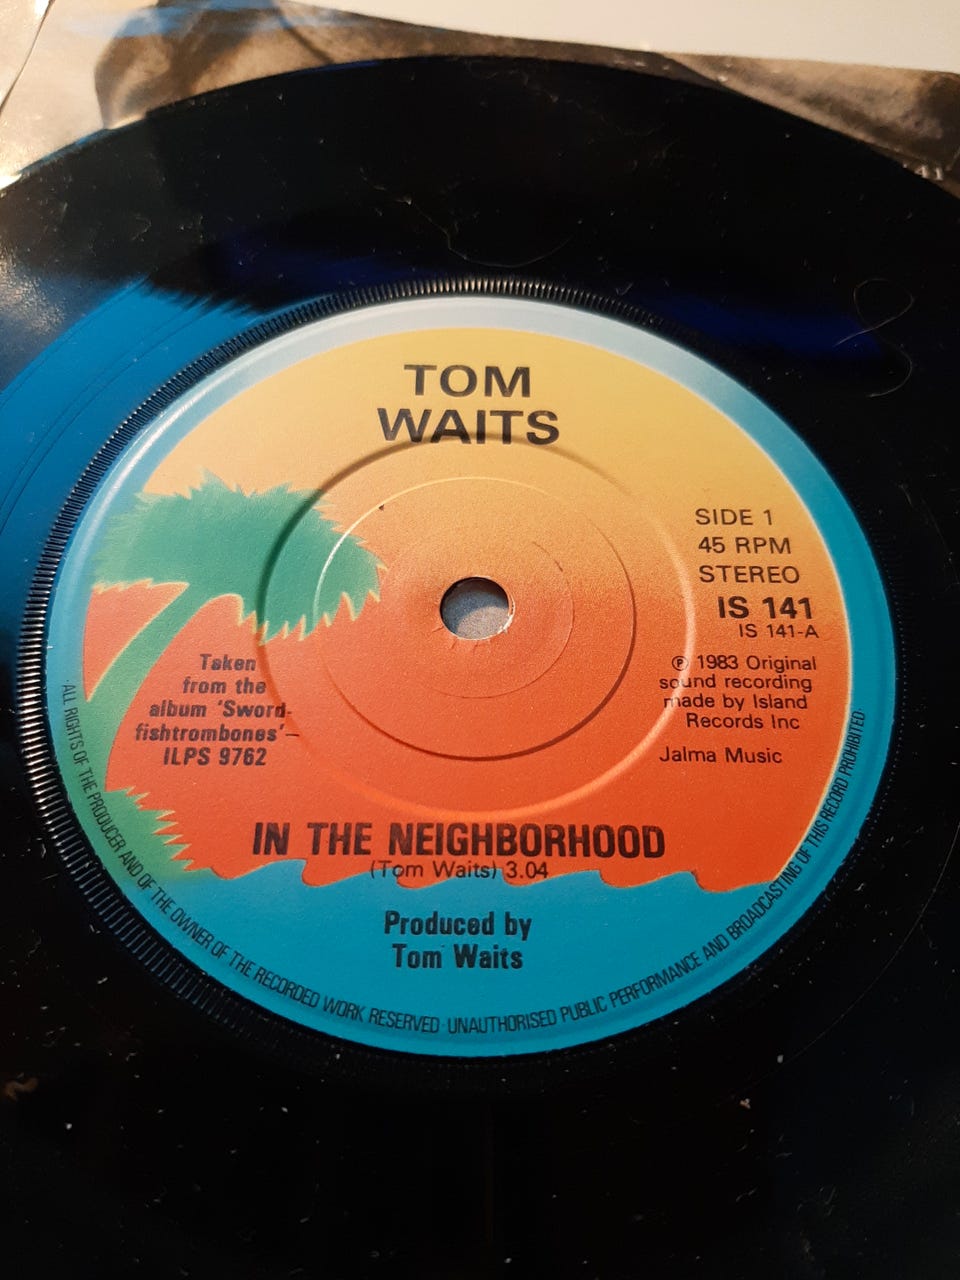 TOM
WAITS
SIDE 1
45 RPM
STEREO
IS 141
IS 141-A
Taken
from the
album 'Sword-
fishtrombones'—
ILPS 9762
℗ 1983 Original
sound recording
made by Island
Records Inc
Jalma Music
IN THE NEIGHBORHOOD
(Tom Waits) 3.04
Produced by
Tom Waits
·ALL RIGHTS OF THE PRODUCER AND OF THE OWNER OF THE RECORDED WORK RESERVED·UNAUTHORISED PUBLIC PERFORMANCE AND BROADCASTING OF THIS RECORD PROHIBITED·